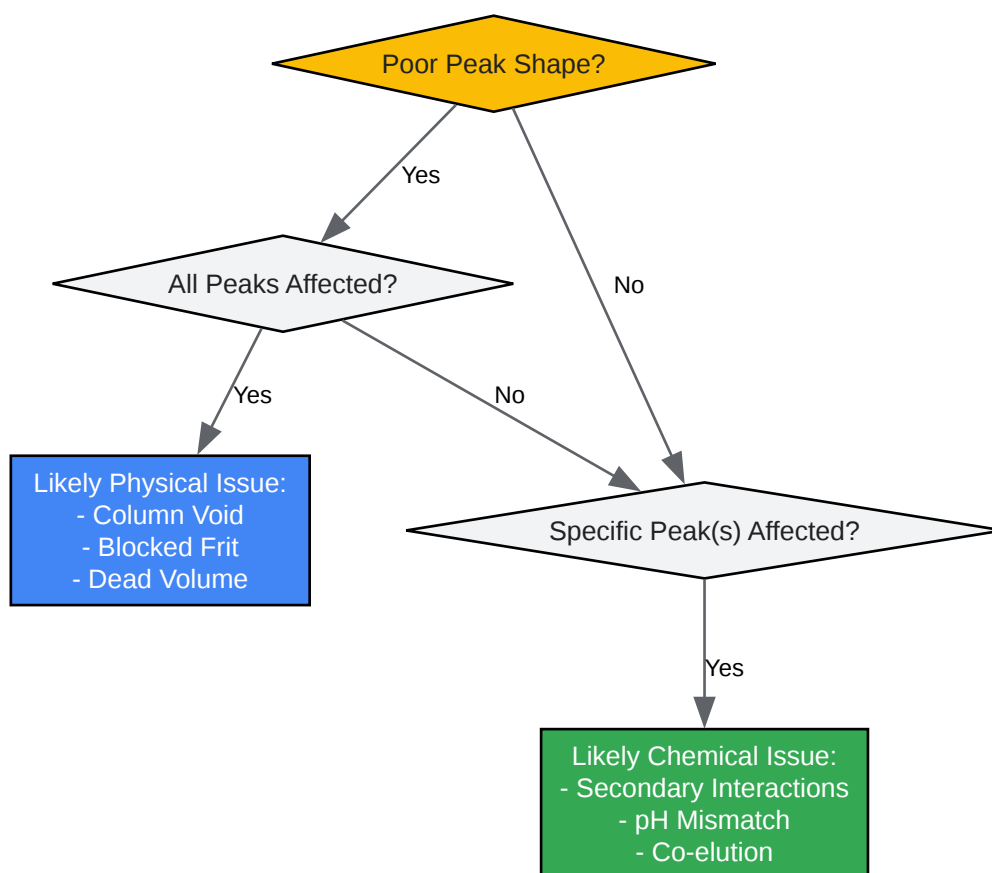 Poor Peak Shape?
Yes
All Peaks Affected?
No
Yes
No
Likely Physical Issue:
- Column Void
- Blocked Frit
- Dead Volume
Specific Peak(s) Affected?
Yes
Likely Chemical Issue:
- Secondary Interactions
- pH Mismatch
- Co-elution